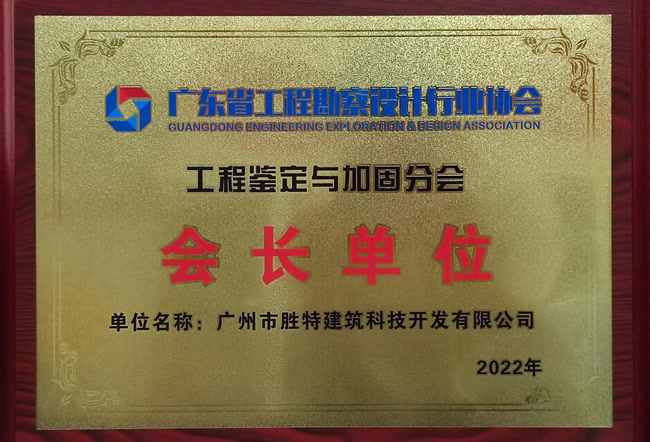 广东省工程勘察设计行业协会
GUANGDONG ENGINEERING EXPLORATION & DESIGN ASSOCIATION
工程鉴定与加固分会
会长单位
单位名称：广州市胜特建筑科技开发有限公司
2022年